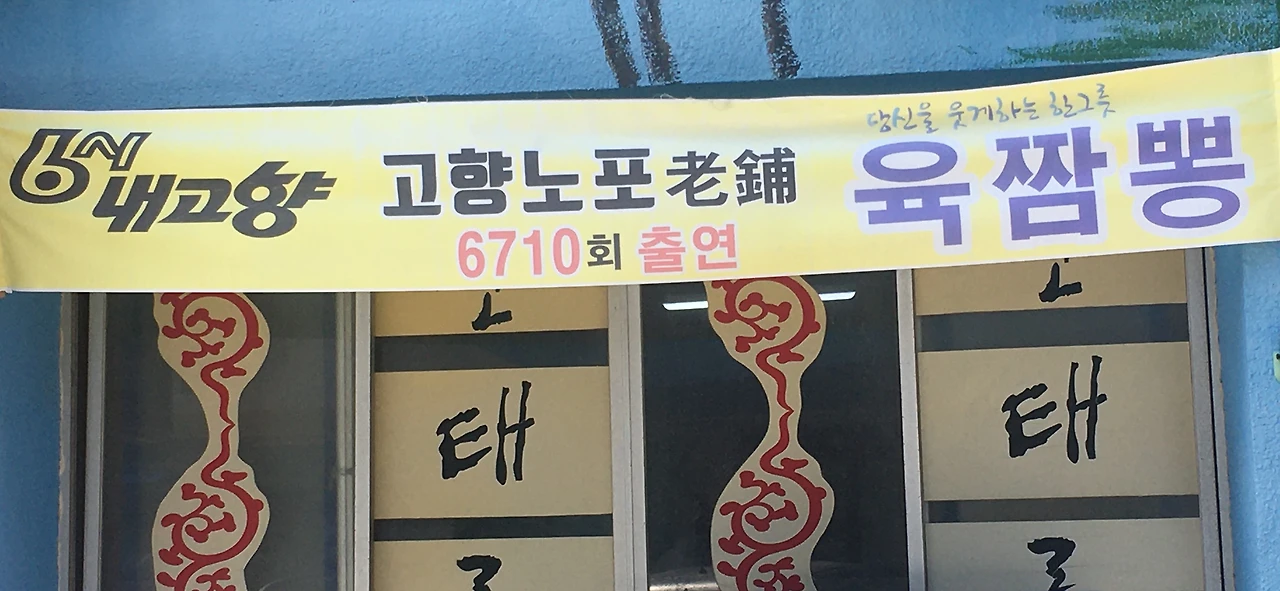 6시
내고향
고향노포老鋪
6710회 출연
당신을 웃게하는 한그릇
육짬뽕
태
태